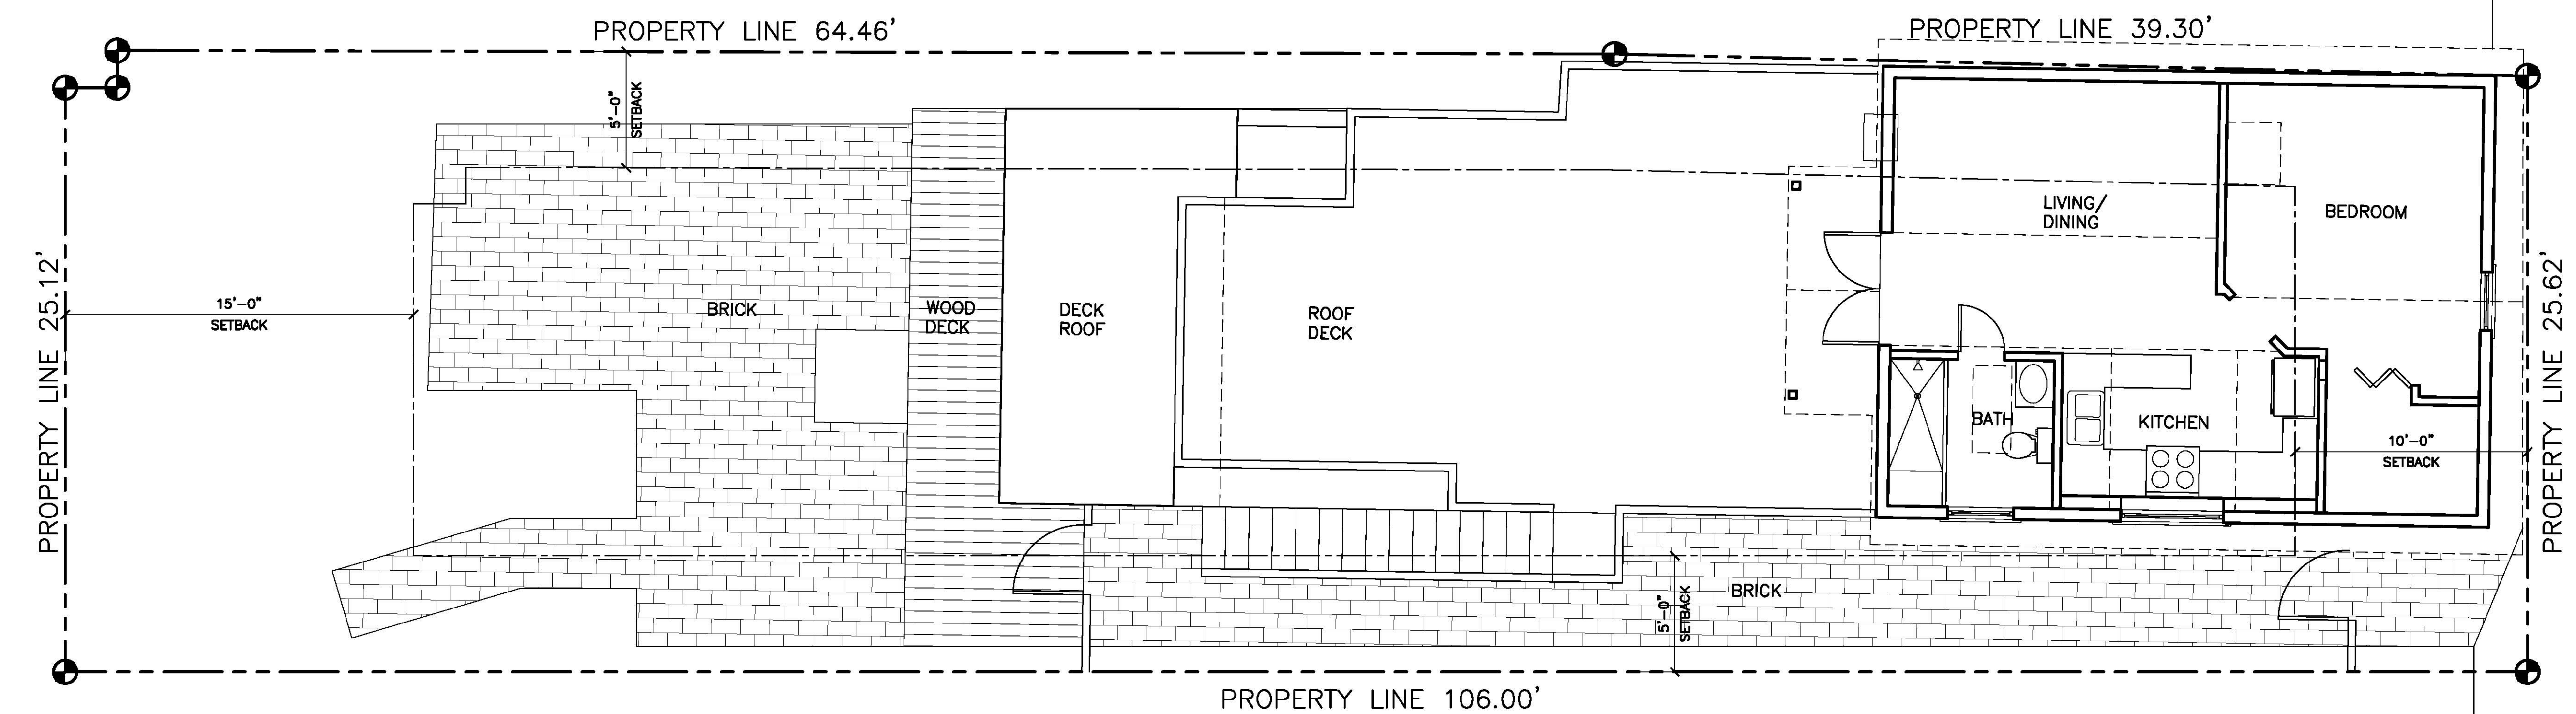 PROPERTY LINE 64.46'
PROPERTY LINE 39.30'
5'-0"
SETBACK
LIVING/
DINING
BEDROOM
PROPERTY LINE 25.12'
15'-0"
SETBACK
BRICK
WOOD
DECK
DECK
ROOF
ROOF
DECK
PROPERTY LINE 25.62'
BATH
KITCHEN
10'-0"
SETBACK
5'-0"
SETBACK
BRICK
PROPERTY LINE 106.00'